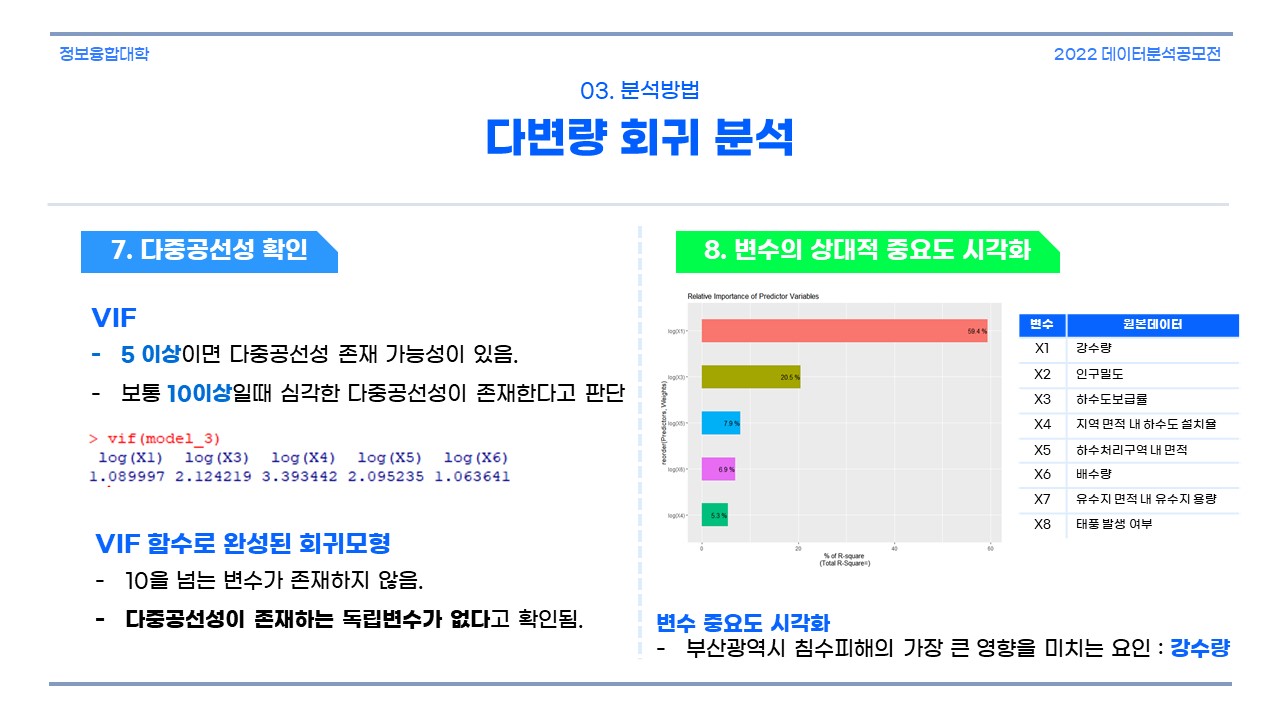 정보융합대학
2022 데이터분석공모전
03. 분석방법
다변량 회귀 분석
7. 다중공선성 확인
VIF
- 5 이상이면 다중공선성 존재 가능성이 있음.
- 보통 10이상일때 심각한 다중공선성이 존재한다고 판단
> vif(model_3)
log(X1) log(X3) log(X4) log(X5) log(X6)
1.089997 2.124219 3.393442 2.095235 1.063641
VIF 함수로 완성된 회귀모형
- 10을 넘는 변수가 존재하지 않음.
- 다중공선성이 존재하는 독립변수가 없다고 확인됨.
8. 변수의 상대적 중요도 시각화
Relative Importance of Predictor Variables
reorder(Predictors, Weights)
log(X1) 59.4 %
log(X3) 20.5 %
log(X5) 7.9 %
log(X6) 6.9 %
log(X4) 5.3 %
0 20 40 60
% of R-square
(Total R-Square=)
변수 원본데이터
X1 강수량
X2 인구밀도
X3 하수도보급률
X4 지역 면적 내 하수도 설치율
X5 하수처리구역 내 면적
X6 배수량
X7 유수지 면적 내 유수지 용량
X8 태풍 발생 여부
변수 중요도 시각화
- 부산광역시 침수피해의 가장 큰 영향을 미치는 요인 : 강수량